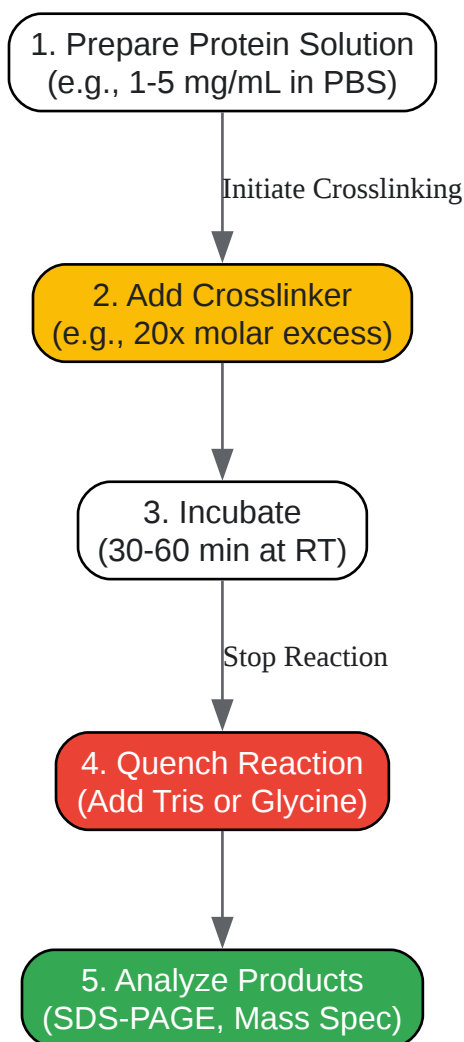 1. Prepare Protein Solution
(e.g., 1-5 mg/mL in PBS)
Initiate Crosslinking
2. Add Crosslinker
(e.g., 20x molar excess)
3. Incubate
(30-60 min at RT)
Stop Reaction
4. Quench Reaction
(Add Tris or Glycine)
5. Analyze Products
(SDS-PAGE, Mass Spec)